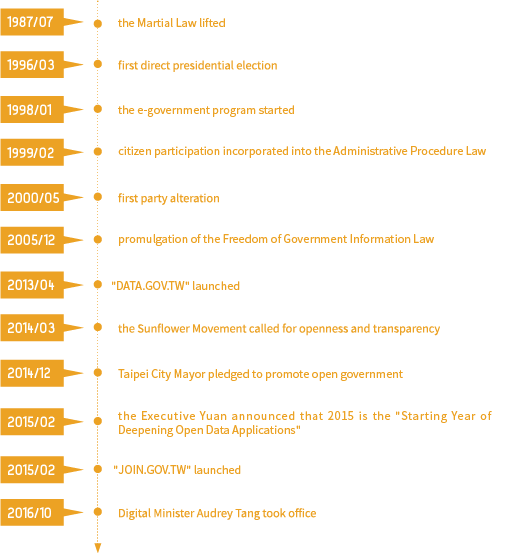 1987/07 the Martial Law lifted
1996/03 first direct presidential election
1998/01 the e-government program started
1999/02 citizen participation incorporated into the Administrative Procedure Law
2000/05 first party alteration
2005/12 promulgation of the Freedom of Government Information Law
2013/04 "DATA.GOV.TW" launched
2014/03 the Sunflower Movement called for openness and transparency
2014/12 Taipei City Mayor pledged to promote open government
2015/02 the Executive Yuan announced that 2015 is the "Starting Year of
Deepening Open Data Applications"
2015/02 "JOIN.GOV.TW" launched
2016/10 Digital Minister Audrey Tang took office